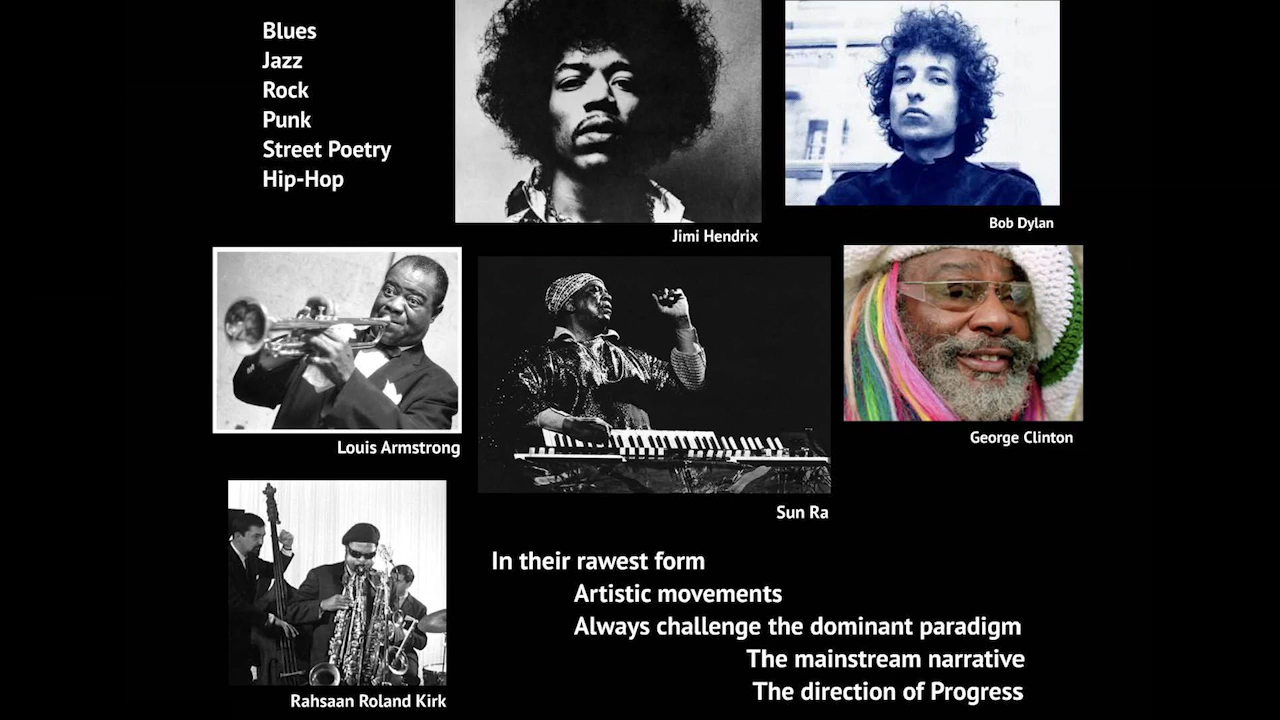 Blues
Jazz
Rock
Punk
Street Poetry
Hip-Hop
Jimi Hendrix
Bob Dylan
Louis Armstrong
George Clinton
Sun Ra
In their rawest form
Artistic movements
Always challenge the dominant paradigm
The mainstream narrative
The direction of Progress
Rahsaan Roland Kirk